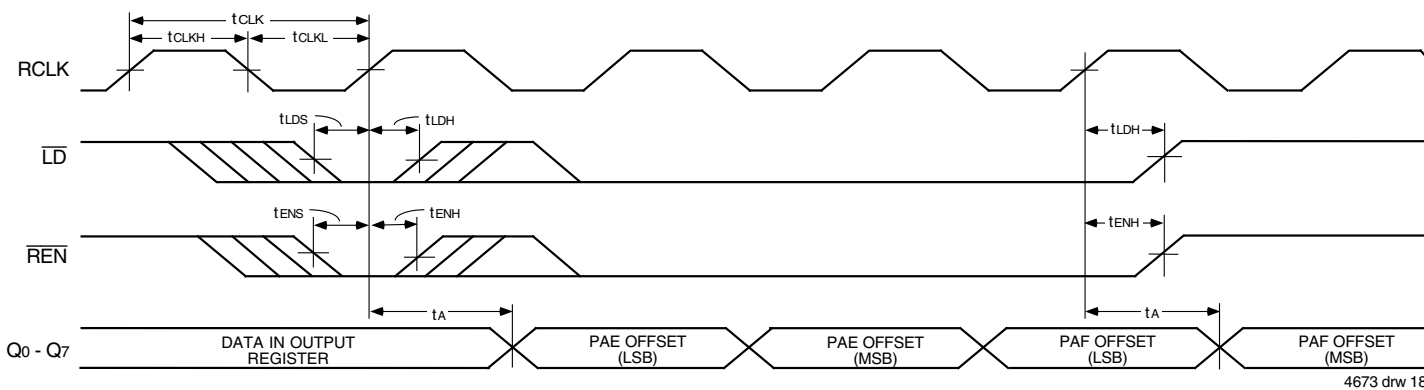 tCLK
tCLKH
tCLKL
RCLK
tLDS
tLDH
tLDH
LD
tENS
tENH
tENH
REN
tA
tA
Q0 - Q7
DATA IN OUTPUT
REGISTER
PAE OFFSET
(LSB)
PAE OFFSET
(MSB)
PAF OFFSET
(LSB)
PAF OFFSET
(MSB)
4673 drw 18